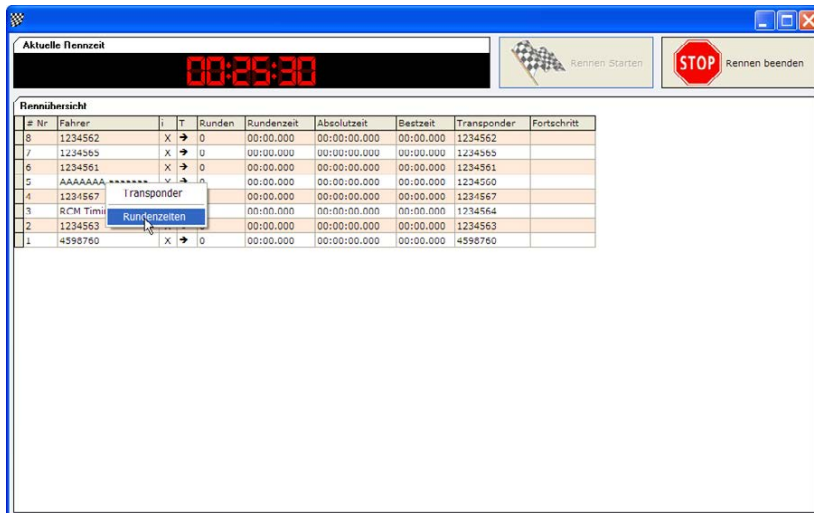 Aktuelle Rennzeit
00:25:30
Rennen Starten
STOP Rennen beenden
Rennübersicht
# Nr Fahrer i T Runden Rundenzeit Absolutzeit Bestzeit Transponder Fortschritt
8 1234562 X ➔ 0 00:00.000 00:00:00.000 00:00.000 1234562
7 1234565 X ➔ 0 00:00.000 00:00:00.000 00:00.000 1234565
6 1234561 X ➔ 0 00:00.000 00:00:00.000 00:00.000 1234561
5 AAAAAAA X ➔ 0 00:00.000 00:00:00.000 00:00.000 1234560
Transponder
4 1234567 00:00.000 00:00:00.000 00:00.000 1234567
3 RCM 00:00.000 00:00:00.000 00:00.000 1234564
Rundenzeiten
2 1234563 00:00.000 00:00:00.000 00:00.000 1234563
1 4598760 X ➔ 0 00:00.000 00:00:00.000 00:00.000 4598760